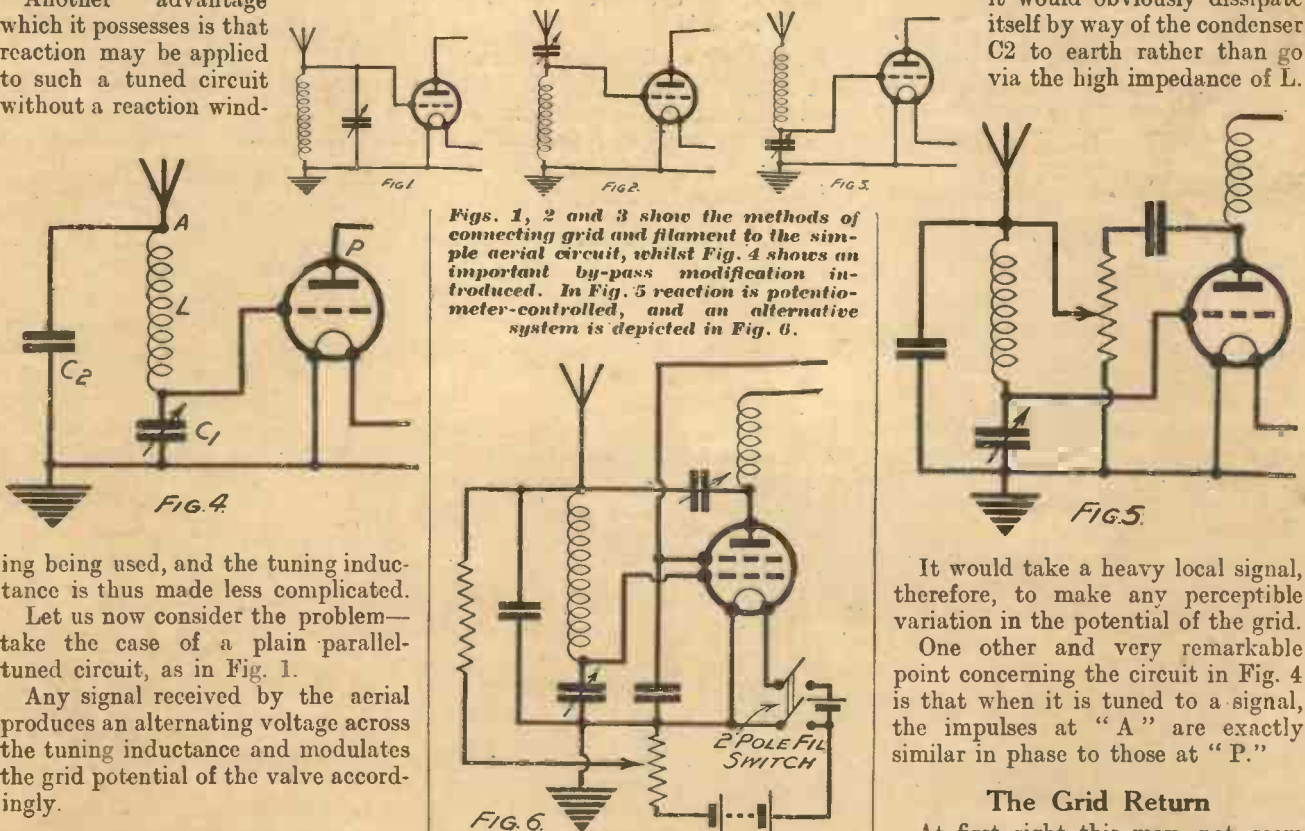 Another advantage
which it possesses is that
reaction may be applied
to such a tuned circuit
without a reaction wind-
FIG.1.
FIG.2.
FIG.3.
it would obviously dissipate
itself by way of the condenser
C2 to earth rather than go
via the high impedance of L.
A
L
P
C2
C1
FIG.4.
Figs. 1, 2 and 3 show the methods of
connecting grid and filament to the sim-
ple aerial circuit, whilst Fig. 4 shows an
important by-pass modification in-
troduced. In Fig. 5 reaction is potentio-
meter-controlled, and an alternative
system is depicted in Fig. 6.
FIG.5.
ing being used, and the tuning induc-
tance is thus made less complicated.
Let us now consider the problem—
take the case of a plain parallel-
tuned circuit, as in Fig. 1.
Any signal received by the aerial
produces an alternating voltage across
the tuning inductance and modulates
the grid potential of the valve accord-
ingly.
2 POLE FIL
SWITCH
FIG.6.
It would take a heavy local signal,
therefore, to make any perceptible
variation in the potential of the grid.
One other and very remarkable
point concerning the circuit in Fig. 4
is that when it is tuned to a signal,
the impulses at "A" are exactly
similar in phase to those at "P."
The Grid Return
At first sight this may not seem